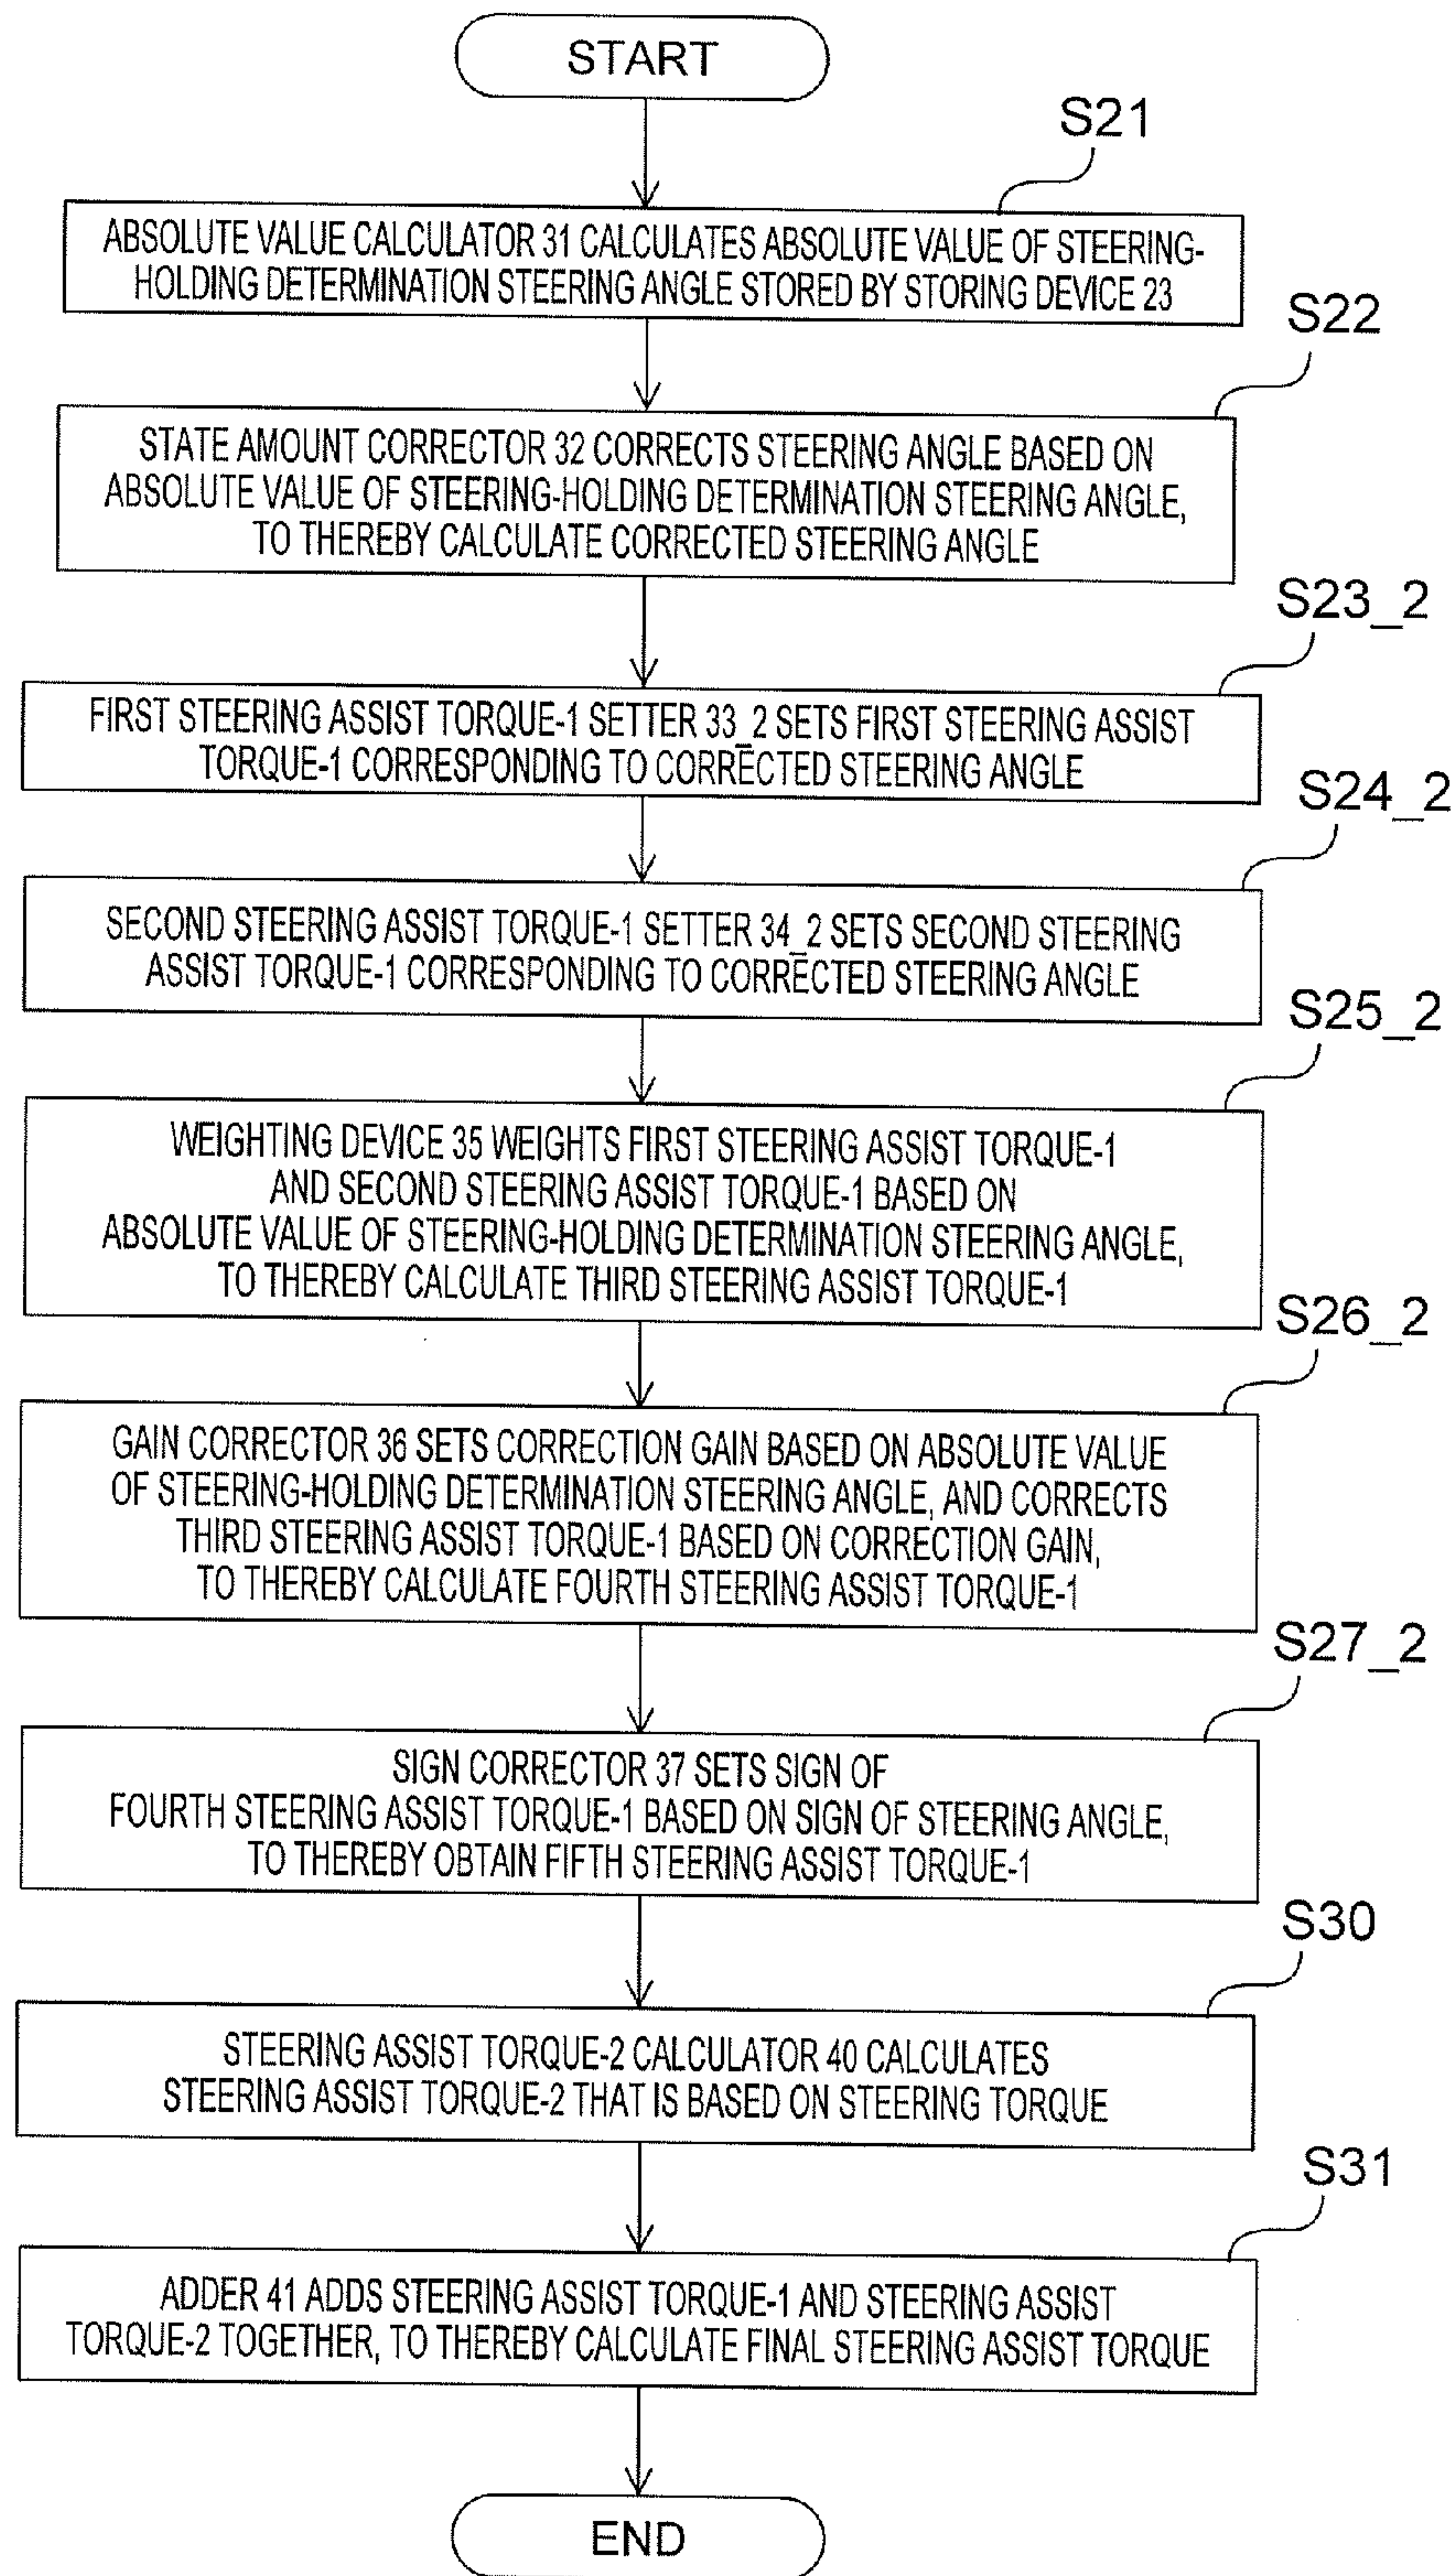 START
S21
ABSOLUTE VALUE CALCULATOR 31 CALCULATES ABSOLUTE VALUE OF STEERING-
HOLDING DETERMINATION STEERING ANGLE STORED BY STORING DEVICE 23
S22
STATE AMOUNT CORRECTOR 32 CORRECTS STEERING ANGLE BASED ON
ABSOLUTE VALUE OF STEERING-HOLDING DETERMINATION STEERING ANGLE,
TO THEREBY CALCULATE CORRECTED STEERING ANGLE
S23_2
FIRST STEERING ASSIST TORQUE-1 SETTER 33_2 SETS FIRST STEERING ASSIST
TORQUE-1 CORRESPONDING TO CORRECTED STEERING ANGLE
S24_2
SECOND STEERING ASSIST TORQUE-1 SETTER 34_2 SETS SECOND STEERING
ASSIST TORQUE-1 CORRESPONDING TO CORRECTED STEERING ANGLE
S25_2
WEIGHTING DEVICE 35 WEIGHTS FIRST STEERING ASSIST TORQUE-1
AND SECOND STEERING ASSIST TORQUE-1 BASED ON
ABSOLUTE VALUE OF STEERING-HOLDING DETERMINATION STEERING ANGLE,
TO THEREBY CALCULATE THIRD STEERING ASSIST TORQUE-1
S26_2
GAIN CORRECTOR 36 SETS CORRECTION GAIN BASED ON ABSOLUTE VALUE
OF STEERING-HOLDING DETERMINATION STEERING ANGLE, AND CORRECTS
THIRD STEERING ASSIST TORQUE-1 BASED ON CORRECTION GAIN,
TO THEREBY CALCULATE FOURTH STEERING ASSIST TORQUE-1
S27_2
SIGN CORRECTOR 37 SETS SIGN OF
FOURTH STEERING ASSIST TORQUE-1 BASED ON SIGN OF STEERING ANGLE,
TO THEREBY OBTAIN FIFTH STEERING ASSIST TORQUE-1
S30
STEERING ASSIST TORQUE-2 CALCULATOR 40 CALCULATES
STEERING ASSIST TORQUE-2 THAT IS BASED ON STEERING TORQUE
S31
ADDER 41 ADDS STEERING ASSIST TORQUE-1 AND STEERING ASSIST
TORQUE-2 TOGETHER, TO THEREBY CALCULATE FINAL STEERING ASSIST TORQUE
END